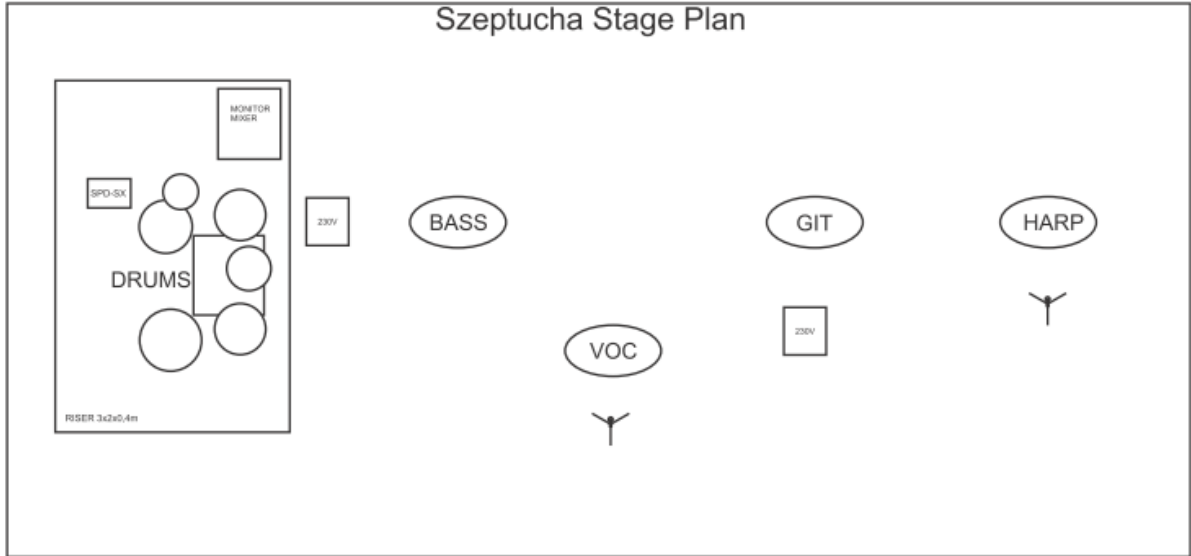 Szeptucha Stage Plan
MONITOR
MIXER
SPD-SX
230V
BASS
GIT
HARP
DRUMS
230V
VOC
RISER 3x2x0,4m